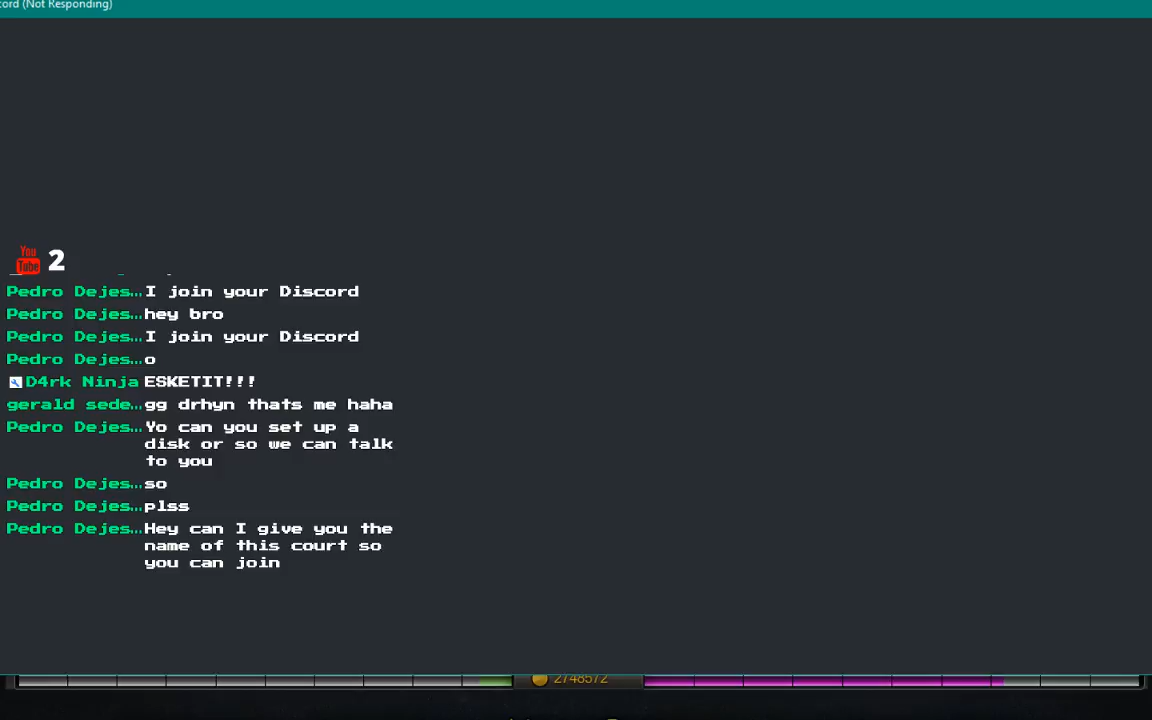 cord (Not Responding)
You
Tube 2
Pedro Dejes…I join your Discord
Pedro Dejes…hey bro
Pedro Dejes…I join your Discord
Pedro Dejes…o
D4rk Ninja ESKETIT!!!
gerald sede…gg drhyn thats me haha
Pedro Dejes…Yo can you set up a
disk or so we can talk
to you
Pedro Dejes…so
Pedro Dejes…plss
Pedro Dejes…Hey can I give you the
name of this court so
you can join
2748572